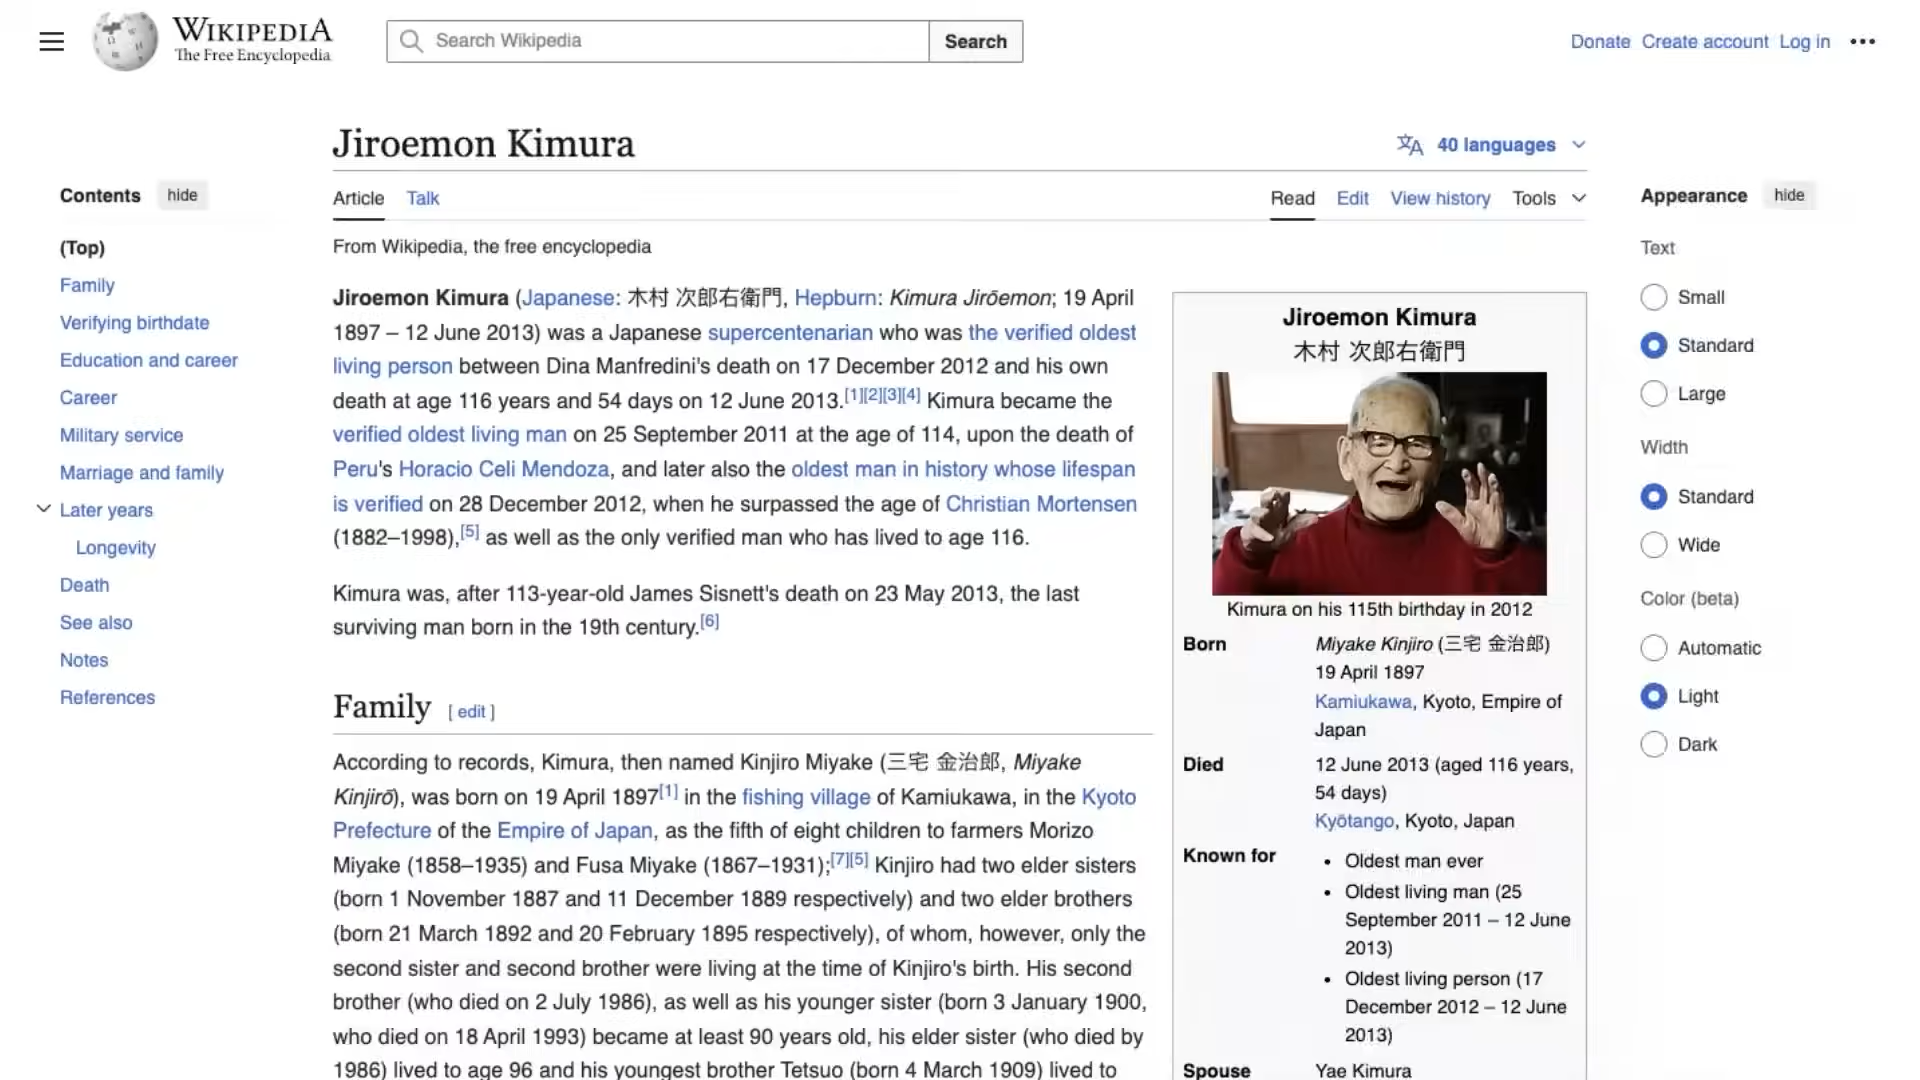 WIKIPEDIA
The Free Encyclopedia
Search Wikipedia
Search
Donate Create account Log in
Jiroemon Kimura
40 languages
Contents hide
(Top)
Family
Verifying birthdate
Education and career
Career
Military service
Marriage and family
Later years
Longevity
Death
See also
Notes
References
Article Talk
Read Edit View history Tools
From Wikipedia, the free encyclopedia
Jiroemon Kimura (Japanese: 木村 次郎右衛門, Hepburn: Kimura Jirōemon; 19 April
1897 – 12 June 2013) was a Japanese supercentenarian who was the verified oldest
living person between Dina Manfredini's death on 17 December 2012 and his own
death at age 116 years and 54 days on 12 June 2013.[1][2][3][4] Kimura became the
verified oldest living man on 25 September 2011 at the age of 114, upon the death of
Peru's Horacio Celi Mendoza, and later also the oldest man in history whose lifespan
is verified on 28 December 2012, when he surpassed the age of Christian Mortensen
(1882–1998),[5] as well as the only verified man who has lived to age 116.
Kimura was, after 113-year-old James Sisnett's death on 23 May 2013, the last
surviving man born in the 19th century.[6]
Family [ edit ]
According to records, Kimura, then named Kinjiro Miyake (三宅 金治郎, Miyake
Kinjirō), was born on 19 April 1897[1] in the fishing village of Kamiukawa, in the Kyoto
Prefecture of the Empire of Japan, as the fifth of eight children to farmers Morizo
Miyake (1858–1935) and Fusa Miyake (1867–1931);[7][5] Kinjiro had two elder sisters
(born 1 November 1887 and 11 December 1889 respectively) and two elder brothers
(born 21 March 1892 and 20 February 1895 respectively), of whom, however, only the
second sister and second brother were living at the time of Kinjiro's birth. His second
brother (who died on 2 July 1986), as well as his younger sister (born 3 January 1900,
who died on 18 April 1993) became at least 90 years old, his elder sister (who died by
1986) lived to age 96 and his youngest brother Tetsuo (born 4 March 1909) lived to
Jiroemon Kimura
木村 次郎右衛門
Kimura on his 115th birthday in 2012
Born Miyake Kinjiro (三宅 金治郎)
19 April 1897
Kamiukawa, Kyoto, Empire of
Japan
Died 12 June 2013 (aged 116 years,
54 days)
Kyōtango, Kyoto, Japan
Known for • Oldest man ever
• Oldest living man (25
September 2011 – 12 June
2013)
• Oldest living person (17
December 2012 – 12 June
2013)
Spouse Yae Kimura
Appearance hide
Text
Small
Standard
Large
Width
Standard
Wide
Color (beta)
Automatic
Light
Dark